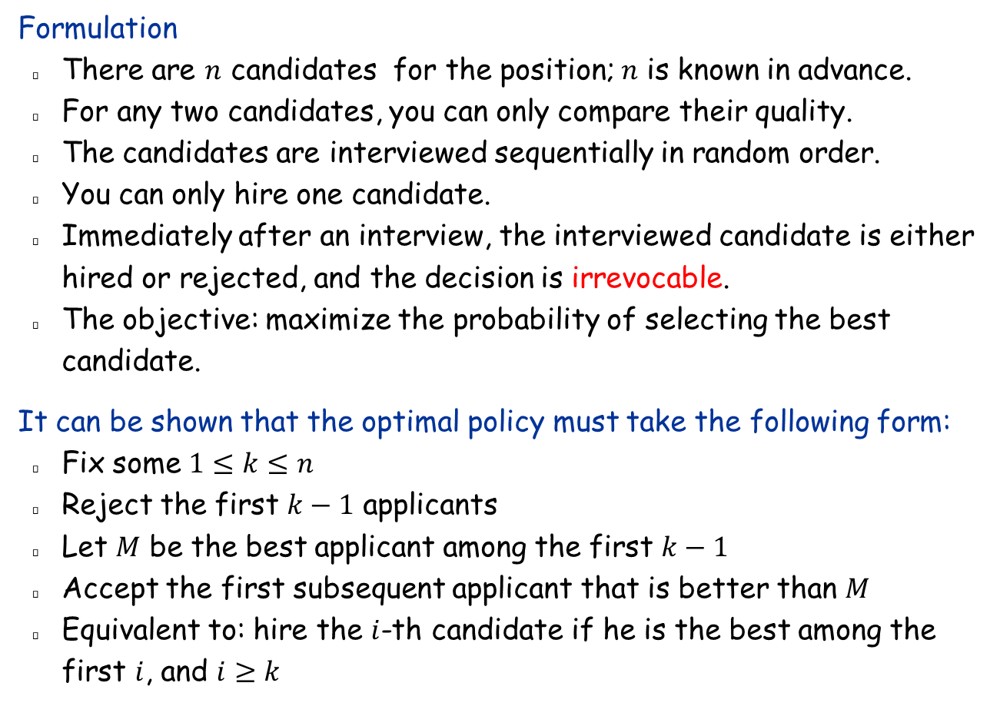 Formulation
▯ There are n candidates for the position; n is known in advance.
▯ For any two candidates, you can only compare their quality.
▯ The candidates are interviewed sequentially in random order.
▯ You can only hire one candidate.
▯ Immediately after an interview, the interviewed candidate is either
hired or rejected, and the decision is irrevocable.
▯ The objective: maximize the probability of selecting the best
candidate.
It can be shown that the optimal policy must take the following form:
▯ Fix some 1 ≤ k ≤ n
▯ Reject the first k − 1 applicants
▯ Let M be the best applicant among the first k − 1
▯ Accept the first subsequent applicant that is better than M
▯ Equivalent to: hire the i-th candidate if he is the best among the
first i, and i ≥ k